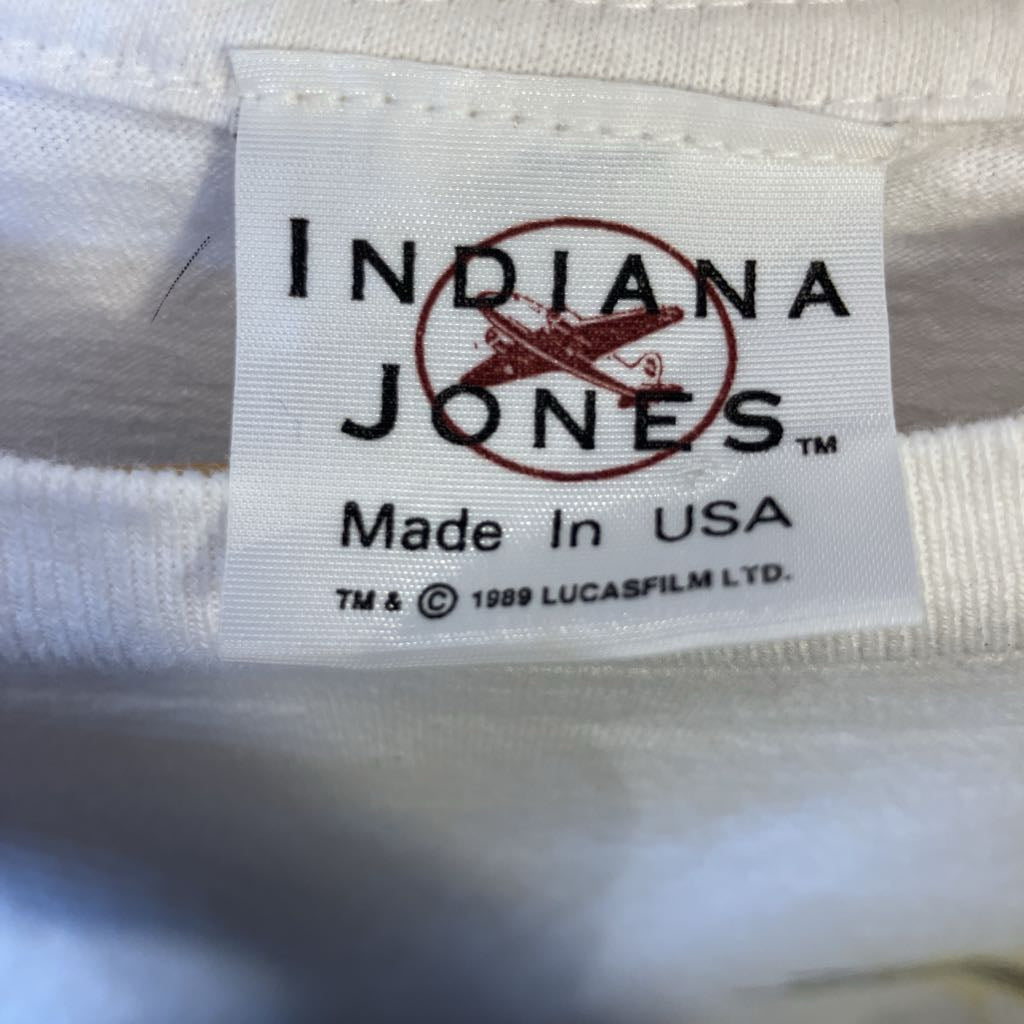 INDIANA
JONES™
Made In USA
TM & © 1989 LUCASFILM LTD.